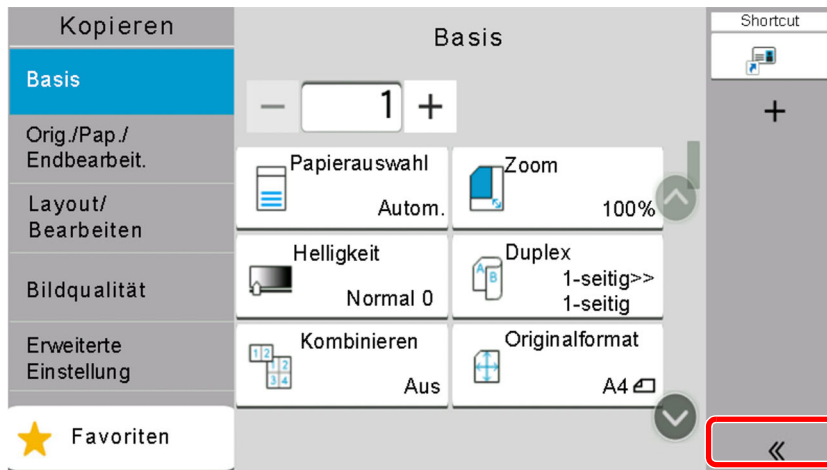 Kopieren
Basis
Orig./Pap./
Endbearbeit.
Layout/
Bearbeiten
Bildqualität
Erweiterte
Einstellung
Favoriten
Basis
− 1 +
Papierauswahl
Autom.
Zoom
100%
Helligkeit
Normal 0
Duplex
1-seitig>>
1-seitig
Kombinieren
Aus
Originalformat
A4
Shortcut
+
«